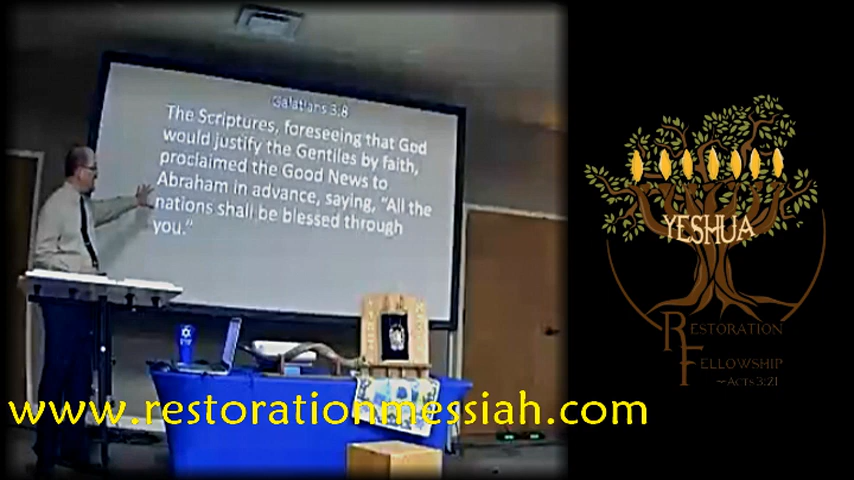 Galatians 3:8
The Scriptures, foreseeing that God
would justify the Gentiles by faith,
proclaimed the Good News to
Abraham in advance, saying, “All the
nations shall be blessed through
you.”
YESHUA
RESTORATION
FELLOWSHIP
~ACTS 3:21
www.restorationmessiah.com